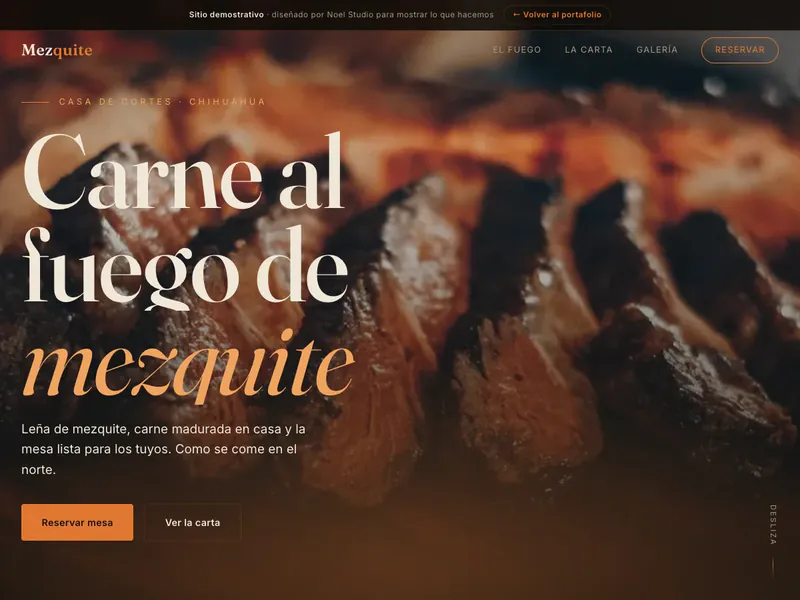 Sitio demostrativo · diseñado por Noel Studio para mostrar lo que hacemos
← Volver al portafolio
Mezquite
EL FUEGO
LA CARTA
GALERÍA
RESERVAR
CASA DE CORTES · CHIHUAHUA
Carne al
fuego de
mezquite
Leña de mezquite, carne madurada en casa y la
mesa lista para los tuyos. Como se come en el
norte.
Reservar mesa
Ver la carta
DESLIZA